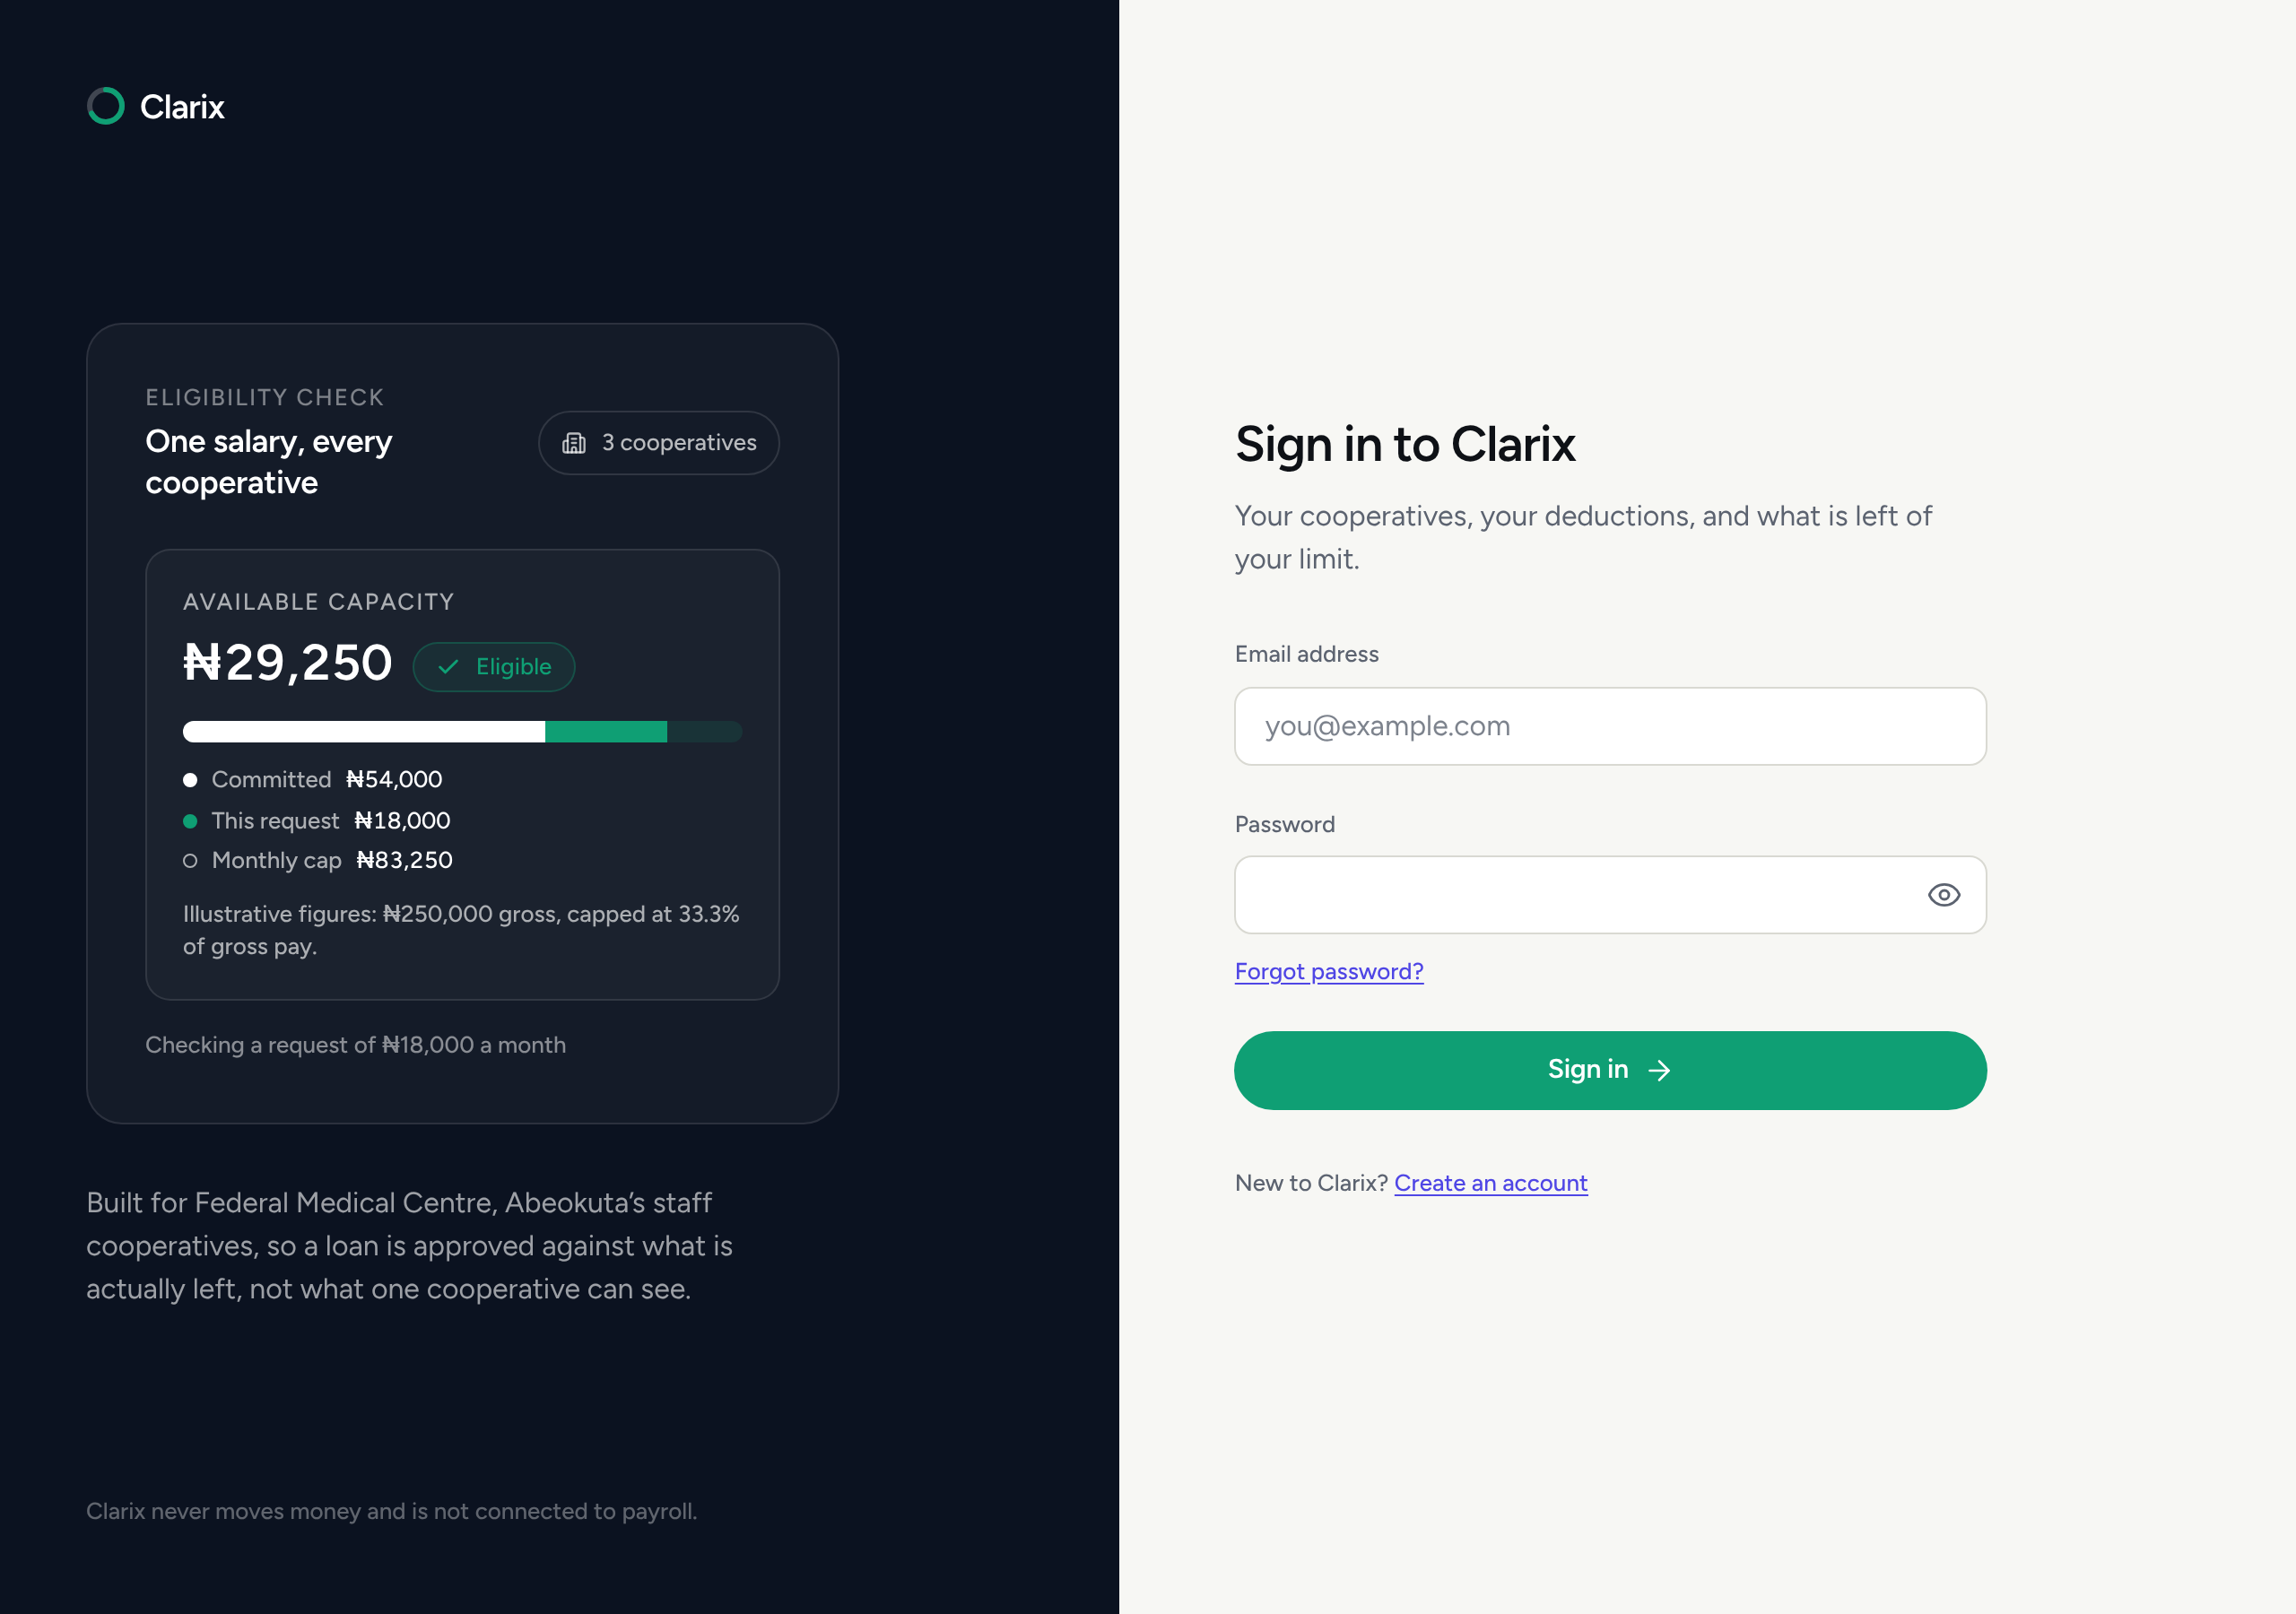 Clarix
ELIGIBILITY CHECK
One salary, every
cooperative
3 cooperatives
AVAILABLE CAPACITY
₦29,250
Eligible
Committed ₦54,000
This request ₦18,000
Monthly cap ₦83,250
Illustrative figures: ₦250,000 gross, capped at 33.3%
of gross pay.
Checking a request of ₦18,000 a month
Built for Federal Medical Centre, Abeokuta’s staff
cooperatives, so a loan is approved against what is
actually left, not what one cooperative can see.
Clarix never moves money and is not connected to payroll.
Sign in to Clarix
Your cooperatives, your deductions, and what is left of
your limit.
Email address
you@example.com
Password
Forgot password?
Sign in
New to Clarix? Create an account